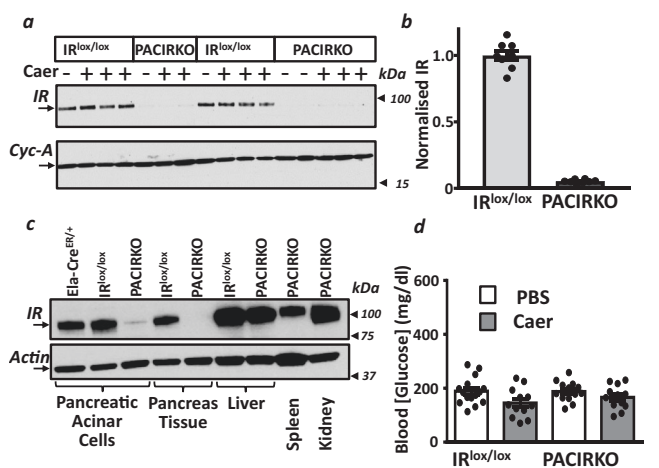 a
IR^lox/lox PACIRKO IR^lox/lox PACIRKO
Caer - + + + - + + - + + + - - + + + kDa
IR
100
Cyc-A
15
b
Normalised IR
1.0
0.5
0
IR^lox/lox PACIRKO
c
Ela-Cre^ER/+
IR^lox/lox
PACIRKO
IR^lox/lox
PACIRKO
IR^lox/lox
PACIRKO
PACIRKO
PACIRKO
kDa
IR
100
75
Actin
37
Pancreatic
Acinar
Cells
Pancreas
Tissue
Liver
Spleen
Kidney
d
Blood [Glucose] (mg/dl)
600
400
200
0
PBS
Caer
IR^lox/lox PACIRKO